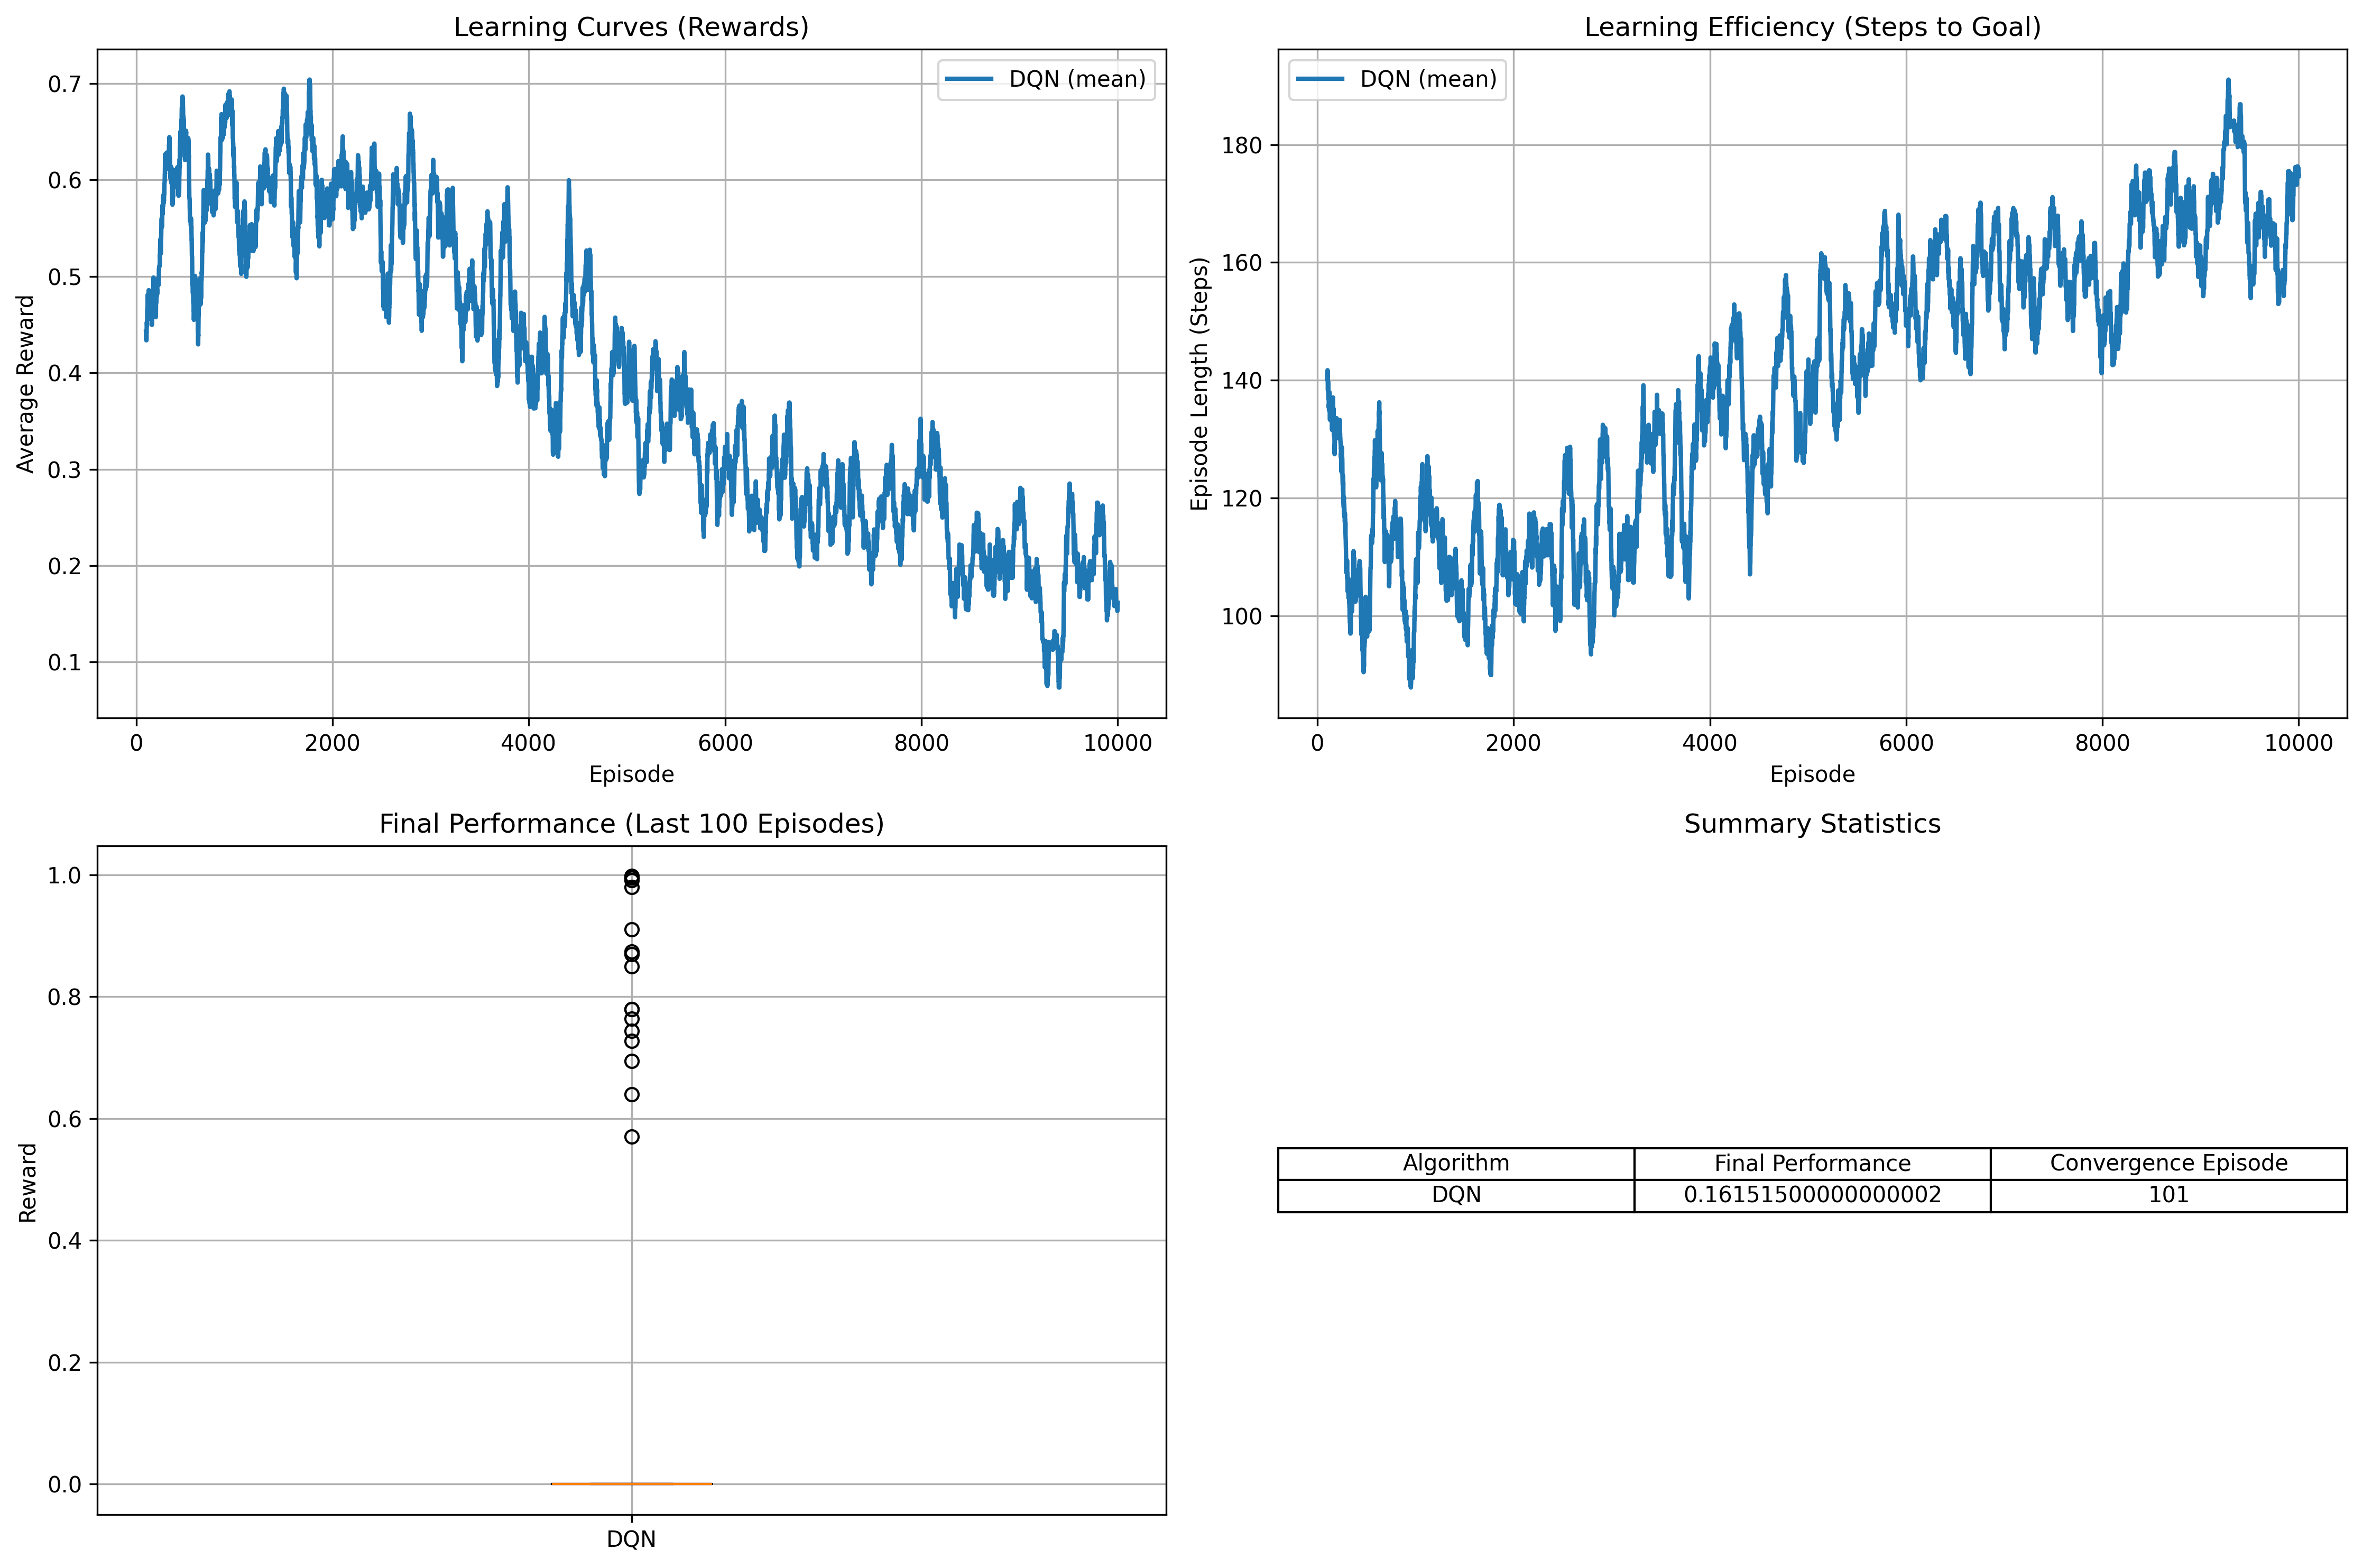 Learning Curves (Rewards)
DQN (mean)
Average Reward
0.7
0.6
0.5
0.4
0.3
0.2
0.1
0 2000 4000 6000 8000 10000
Episode
Learning Efficiency (Steps to Goal)
DQN (mean)
Episode Length (Steps)
180
160
140
120
100
0 2000 4000 6000 8000 10000
Episode
Final Performance (Last 100 Episodes)
Reward
1.0
0.8
0.6
0.4
0.2
0.0
DQN
Summary Statistics
Algorithm Final Performance Convergence Episode
DQN 0.16151500000000002 101